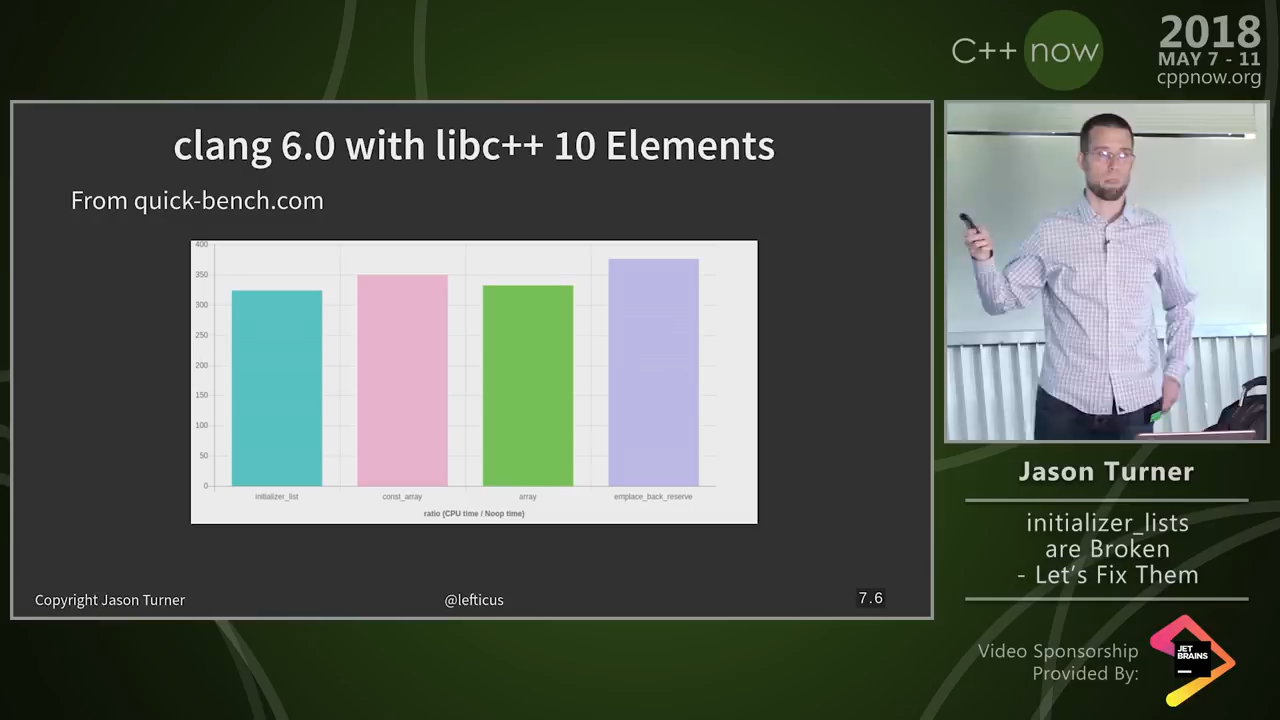 C++ now
2018
MAY 7 - 11
cppnow.org
clang 6.0 with libc++ 10 Elements
From quick-bench.com
400
350
300
250
200
150
100
50
0
initializer_list
const_array
array
emplace_back_reserve
ratio (CPU time / Noop time)
Copyright Jason Turner
@lefticus
7.6
Jason Turner
initializer_lists
are Broken
- Let's Fix Them
Video Sponsorship
Provided By:
JET
BRAINS